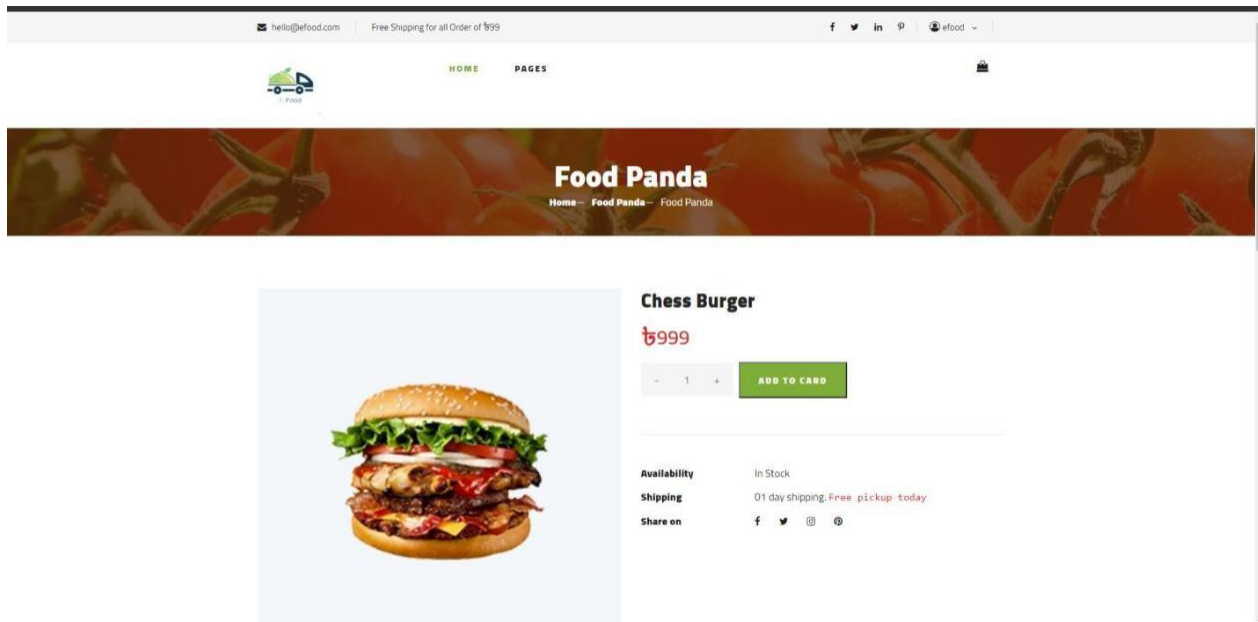 hello@efood.com Free Shipping for all Order of ৳99 efood
HOME PAGES
Food
Food Panda
Home— Food Panda— Food Panda
Chess Burger
৳999
- 1 + ADD TO CARD
Availability In Stock
Shipping 01 day shipping. Free pickup today
Share on